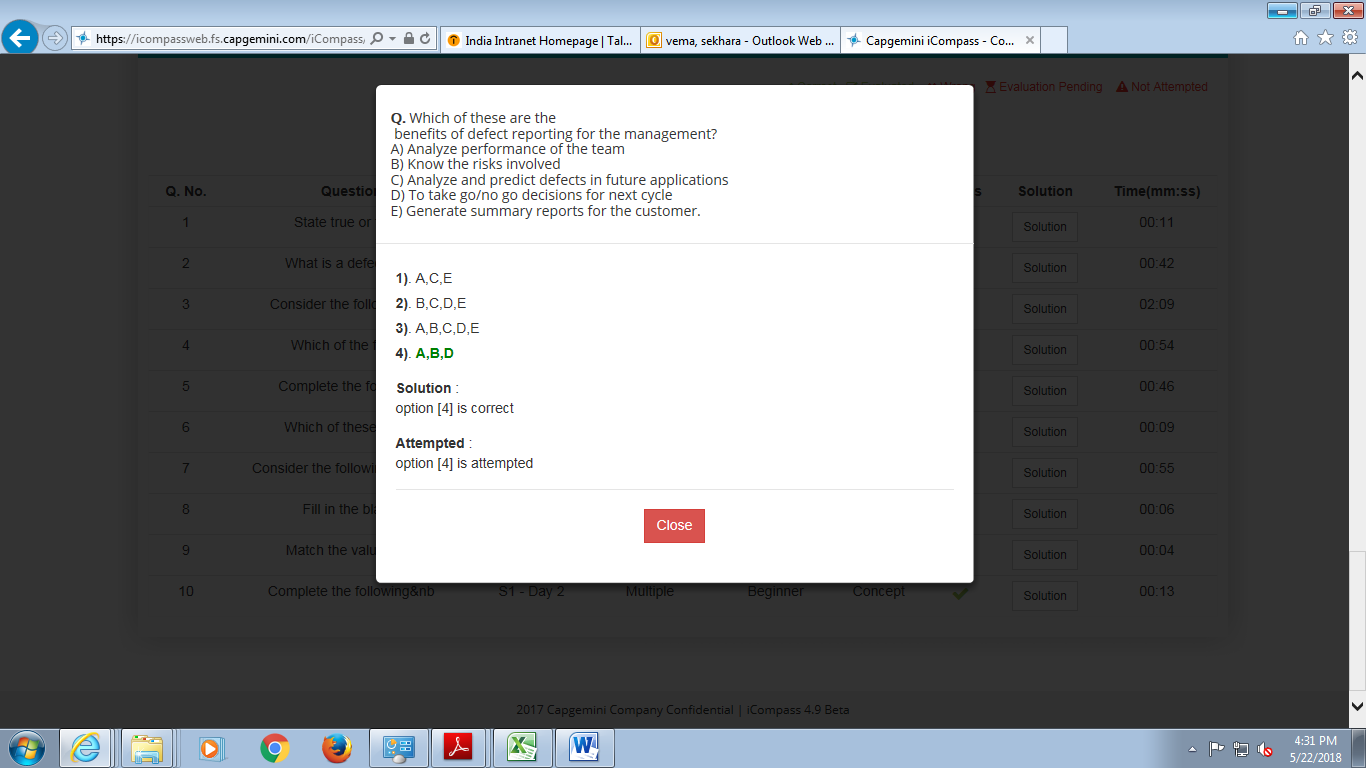 https://icompassweb.fs.capgemini.com/iCompass,
India Intranet Homepage | Tal...
vema, sekhara - Outlook Web ...
Capgemini iCompass - Co...
Evaluation Pending
Not Attempted
Q. Which of these are the
benefits of defect reporting for the management?
A) Analyze performance of the team
B) Know the risks involved
C) Analyze and predict defects in future applications
D) To take go/no go decisions for next cycle
E) Generate summary reports for the customer.
1). A,C,E
2). B,C,D,E
3). A,B,C,D,E
4). A,B,D
Solution :
option [4] is correct
Attempted :
option [4] is attempted
Close
Q. No. Questio s Solution Time(mm:ss)
1 State true or Solution 00:11
2 What is a defe Solution 00:42
3 Consider the foll Solution 02:09
4 Which of the f Solution 00:54
5 Complete the fo Solution 00:46
6 Which of these Solution 00:09
7 Consider the followi Solution 00:55
8 Fill in the bl Solution 00:06
9 Match the valu Solution 00:04
10 Complete the following&nb S1 - Day 2 Multiple Beginner Concept Solution 00:13
2017 Capgemini Company Confidential | iCompass 4.9 Beta
4:31 PM
5/22/2018